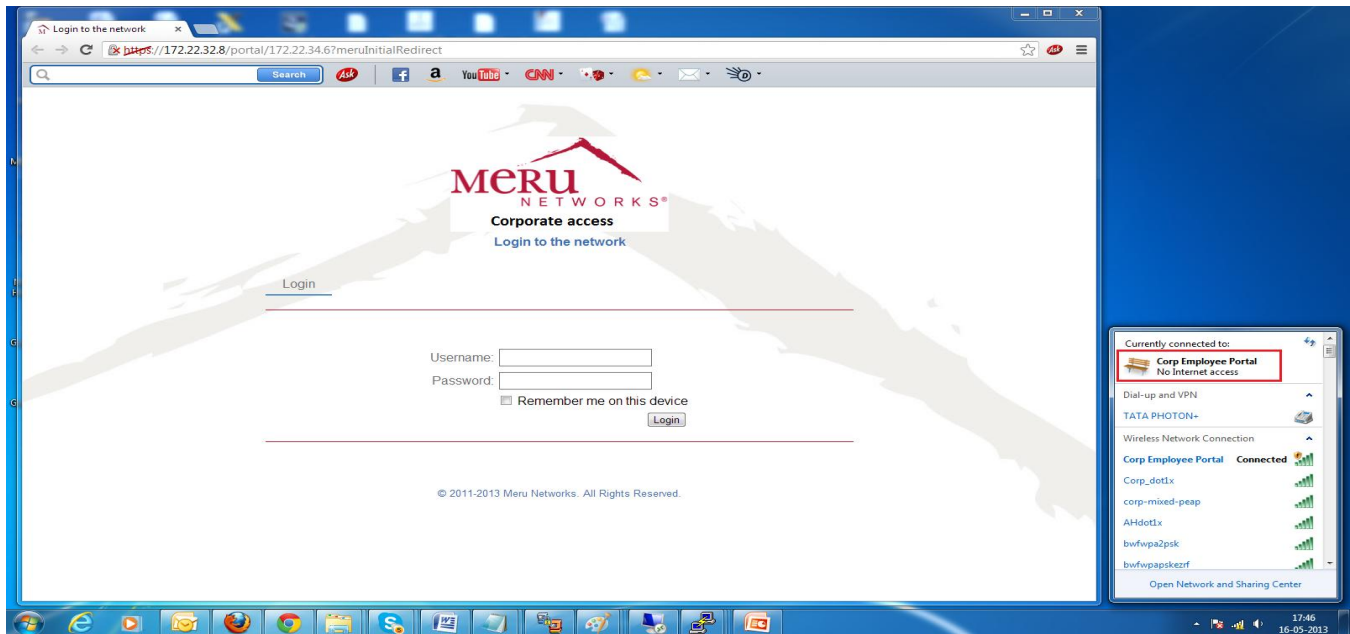 Login to the network
https://172.22.32.8/portal/172.22.34.6?meruInitialRedirect
Search
Ask
Ask
f
a
YouTube
CNN
MERU
NETWORKS®
Corporate access
Login to the network
Login
Username:
Password:
Remember me on this device
Login
© 2011-2013 Meru Networks. All Rights Reserved.
Currently connected to:
Corp Employee Portal
No Internet access
Dial-up and VPN
TATA PHOTON+
Wireless Network Connection
Corp Employee Portal Connected
Corp_dot1x
corp-mixed-peap
AHdot1x
bwfwpa2psk
bwfwpapskezrf
Open Network and Sharing Center
17:46
16-05-2013